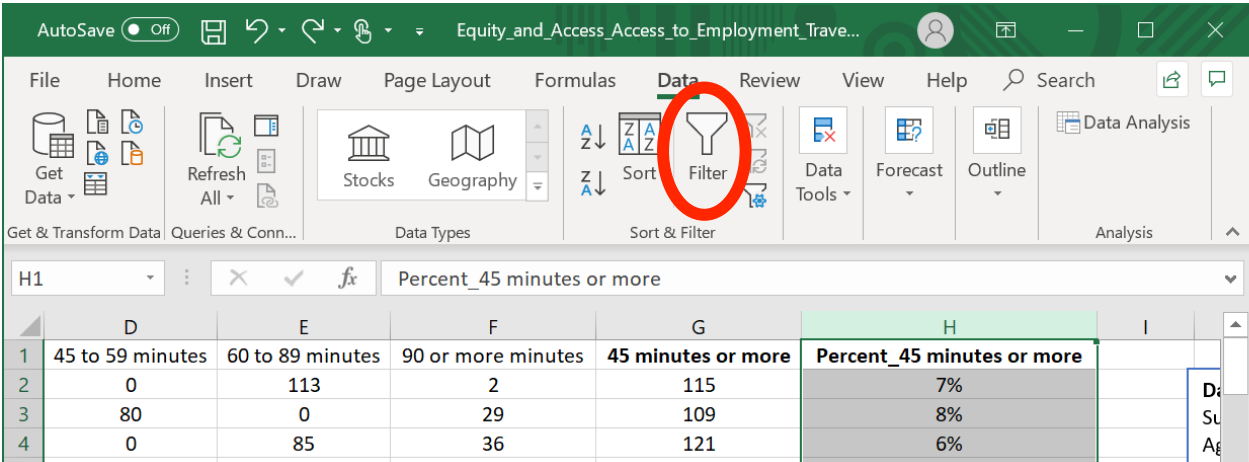 AutoSave Off Equity_and_Access_Access_to_Employment_Trave...
File Home Insert Draw Page Layout Formulas Data Review View Help Search
Get Data
Refresh All
Stocks Geography
A Z
Z A
Z A A Z
Sort Filter
Data Tools
Forecast
Outline
Data Analysis
Get & Transform Data Queries & Conn... Data Types Sort & Filter Analysis
H1 fx Percent_45 minutes or more
D E F G H I
1 45 to 59 minutes 60 to 89 minutes 90 or more minutes 45 minutes or more Percent_45 minutes or more
2 0 113 2 115 7%
3 80 0 29 109 8% Su
4 0 85 36 121 6%